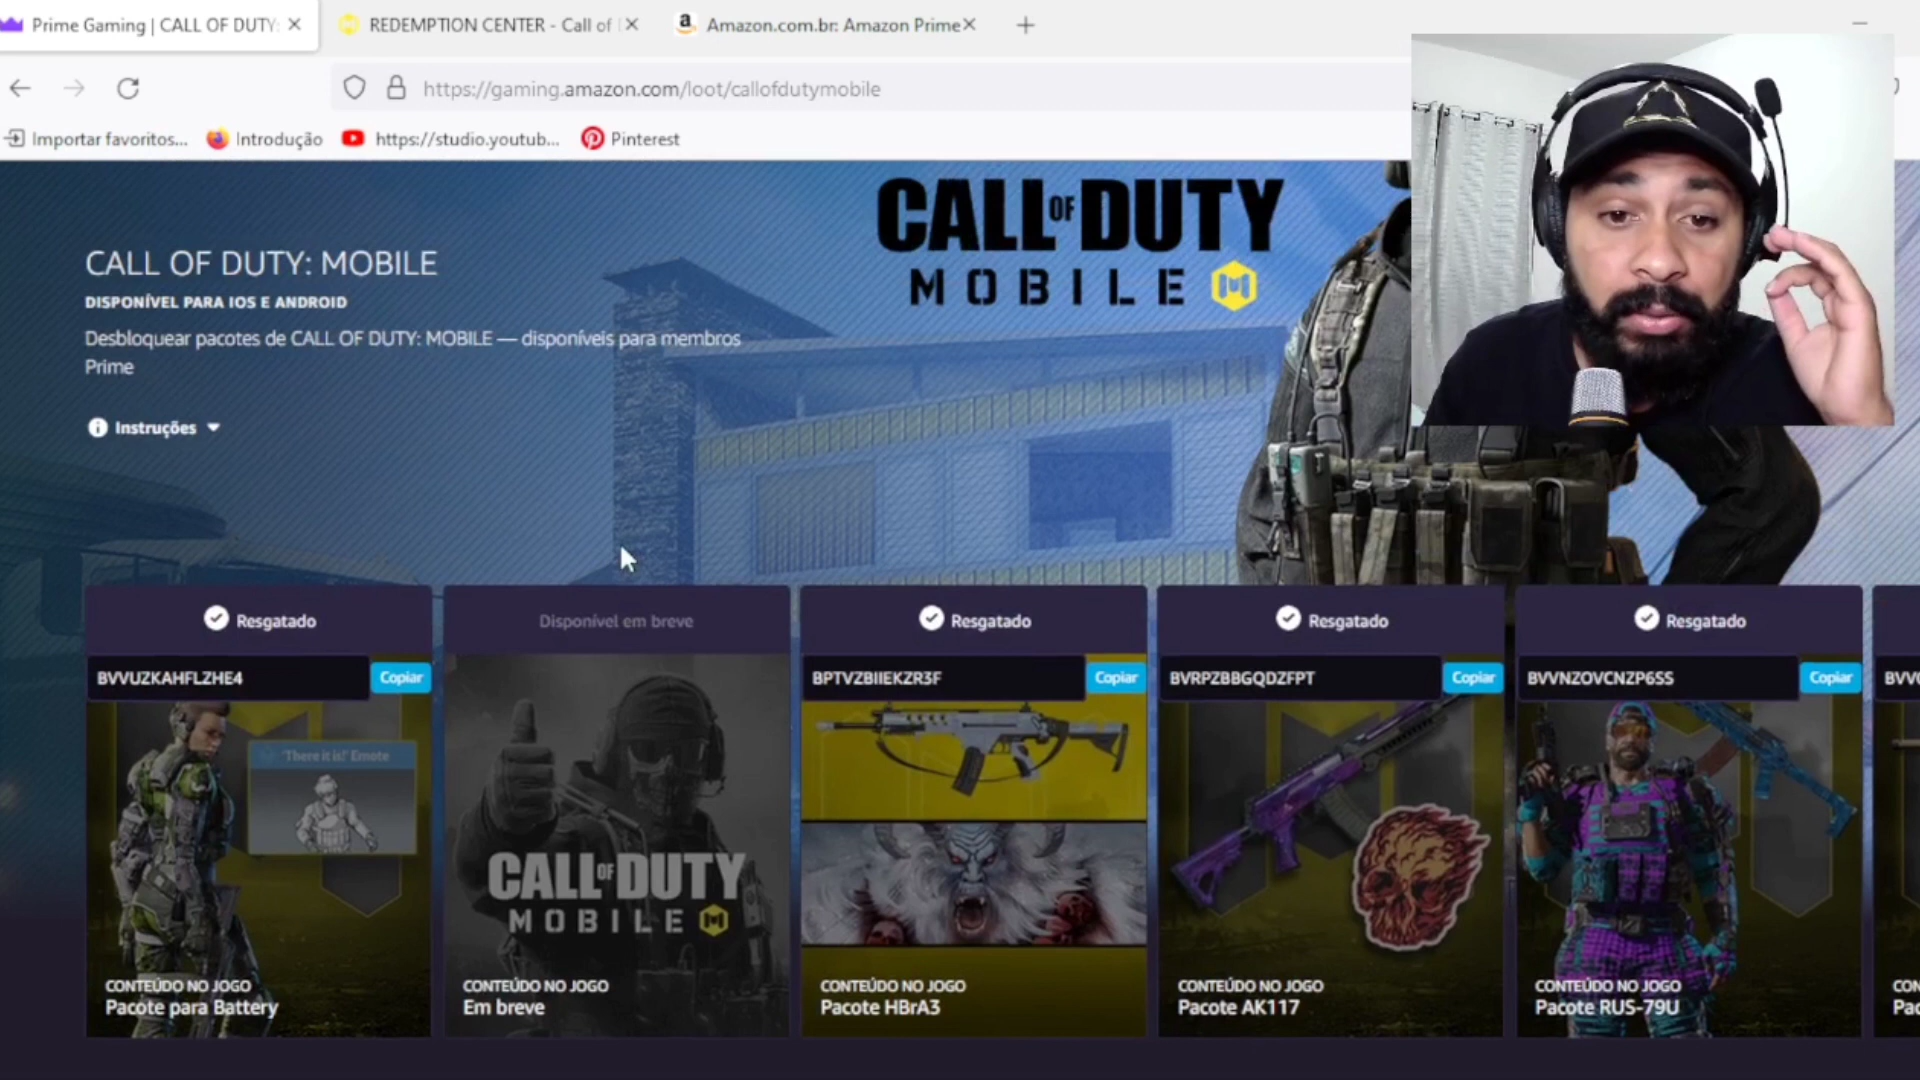 Prime Gaming | CALL OF DUTY:
REDEMPTION CENTER - Call of
Amazon.com.br: Amazon Prime
https://gaming.amazon.com/loot/callofdutymobile
Importar favoritos...
Introdução
https://studio.youtub...
Pinterest
CALL OF DUTY
MOBILE
CALL OF DUTY: MOBILE
DISPONÍVEL PARA IOS E ANDROID
Desbloquear pacotes de CALL OF DUTY: MOBILE — disponíveis para membros
Prime
Instruções
Resgatado
BVVUZKAHFLZHE4
Copiar
'There it is!' Emote
CONTEÚDO NO JOGO
Pacote para Battery
Disponível em breve
CALL OF DUTY
MOBILE
CONTEÚDO NO JOGO
Em breve
Resgatado
BPTVZBIIEKZR3F
Copiar
CONTEÚDO NO JOGO
Pacote HBrA3
Resgatado
BVRPZBBGQDZFPT
Copiar
CONTEÚDO NO JOGO
Pacote AK117
Resgatado
BVVNZOVCNZP6SS
Copiar
CONTEÚDO NO JOGO
Pacote RUS-79U